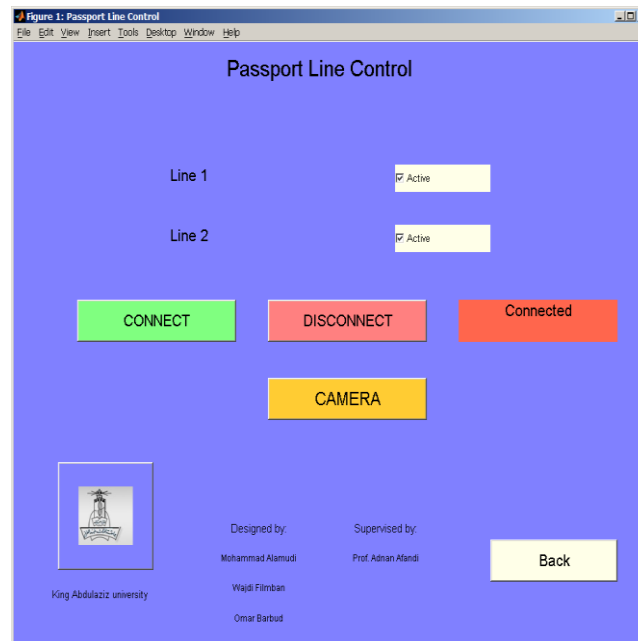 Figure 1: Passport Line Control
File Edit View Insert Tools Desktop Window Help
Passport Line Control
Line 1
Active
Line 2
Active
CONNECT
DISCONNECT
Connected
CAMERA
Designed by:
Supervised by:
Mohammad Alamudi
Prof. Adnan Afandi
Back
Wajdi Filmban
King Abdulaziz university
Omar Barbud